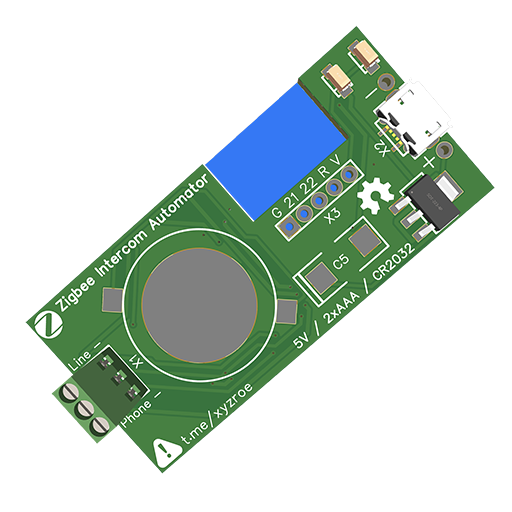 X2
G 21 22 R V
X3
Zigbee Intercom Automator
C5
5V / 2xAAA / CR2032
Line
X1
Phone
t.me/xyzroe